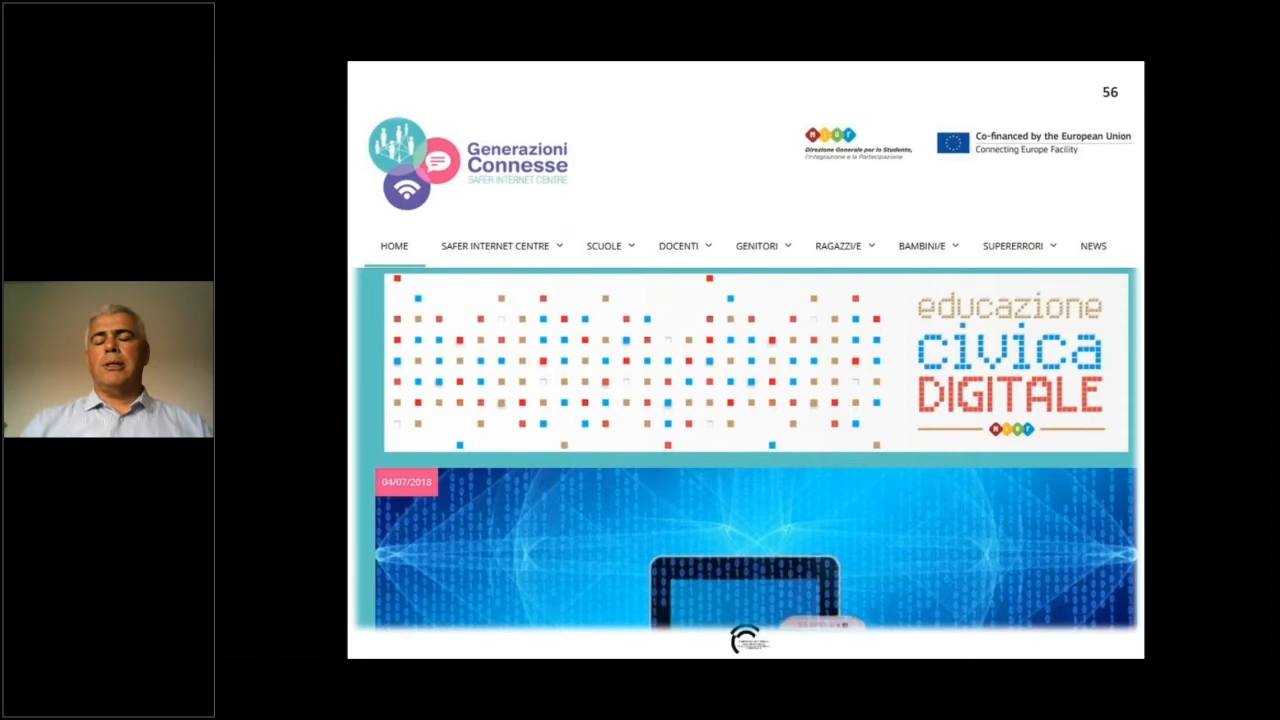 56
Generazioni
Connesse
SAFER INTERNET CENTRE
MIUR
Direzione Generale per lo Studente,
l'Integrazione e la Partecipazione
Co-financed by the European Union
Connecting Europe Facility
HOME SAFER INTERNET CENTRE SCUOLE DOCENTI GENITORI RAGAZZI/E BAMBINI/E SUPERERRORI NEWS
educazione
civica
DIGITALE
MIUR
04/07/2018